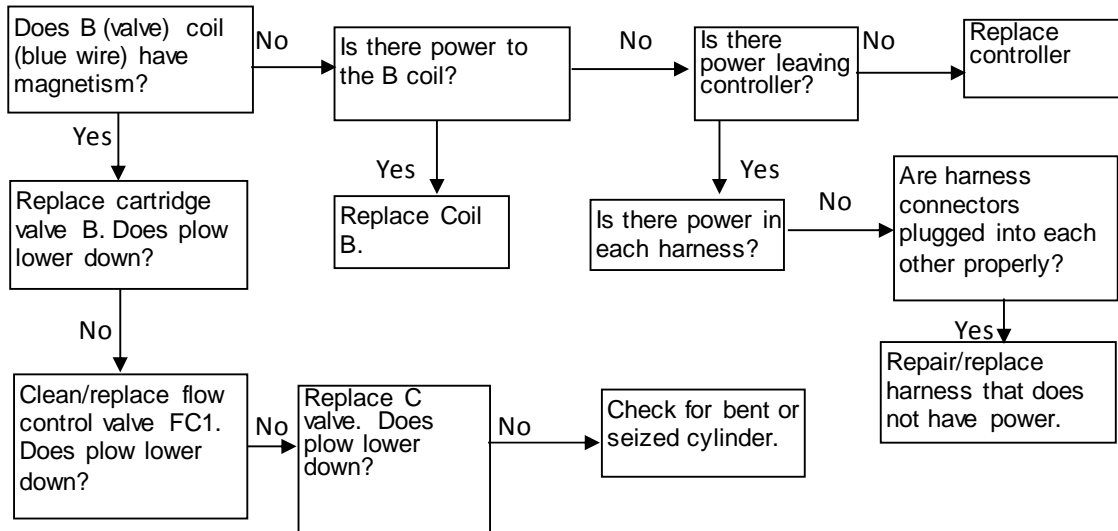 Does B (valve) coil
(blue wire) have
magnetism?
No
Is there power to
the B coil?
No
Is there
power leaving
controller?
No
Replace
controller
Yes
Yes
Yes
Replace cartridge
valve B. Does plow
lower down?
Replace Coil
B.
Is there power in
each harness?
No
Are harness
connectors
plugged into each
other properly?
No
Yes
Clean/replace flow
control valve FC1.
Does plow lower
down?
No
Replace C
valve. Does
plow lower
down?
No
Check for bent or
seized cylinder.
Repair/replace
harness that does
not have power.